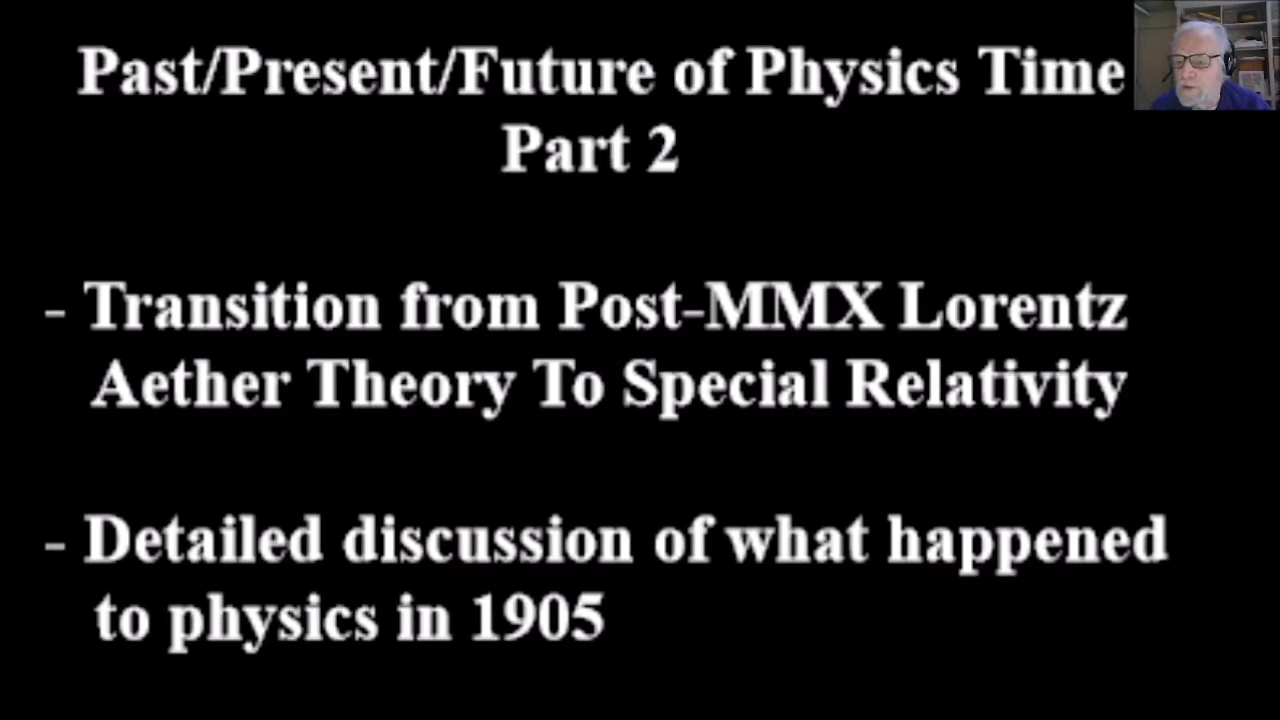 Past/Present/Future of Physics Time
Part 2
- Transition from Post-MMX Lorentz
Aether Theory To Special Relativity
- Detailed discussion of what happened
to physics in 1905